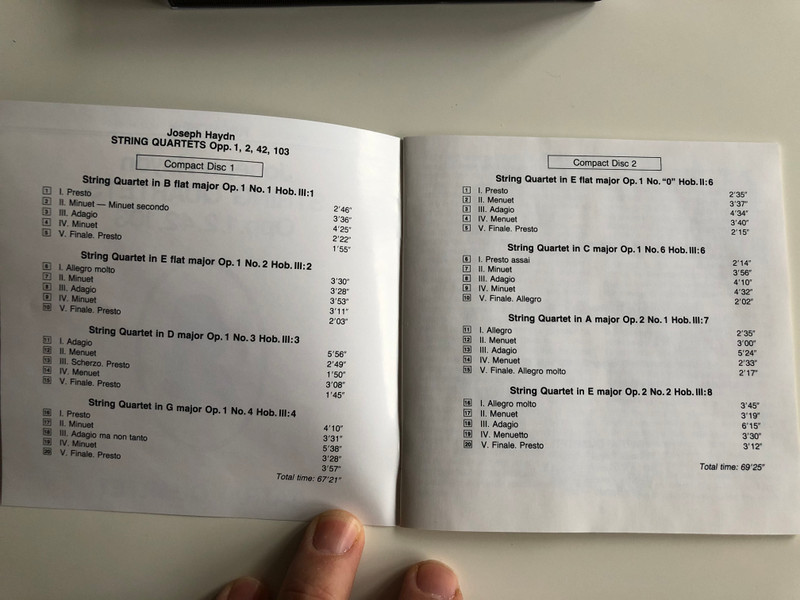 Joseph Haydn
STRING QUARTETS Opp. 1, 2, 42, 103
Compact Disc 1
String Quartet in B flat major Op. 1 No. 1 Hob. III:1
1 I. Presto 2'46"
2 II. Minuet — Minuet secondo 3'36"
3 III. Adagio 4'25"
4 IV. Minuet 2'22"
5 V. Finale. Presto 1'55"
String Quartet in E flat major Op. 1 No. 2 Hob. III:2
6 I. Allegro molto 3'30"
7 II. Minuet 3'28"
8 III. Adagio 3'53"
9 IV. Minuet 3'11"
10 V. Finale. Presto 2'03"
String Quartet in D major Op. 1 No. 3 Hob. III:3
11 I. Adagio 5'56"
12 II. Menuet 2'49"
13 III. Scherzo. Presto 1'50"
14 IV. Menuet 3'08"
15 V. Finale. Presto 1'45"
String Quartet in G major Op. 1 No. 4 Hob. III:4
16 I. Presto 4'10"
17 II. Minuet 3'31"
18 III. Adagio ma non tanto 5'38"
19 IV. Minuet 3'28"
20 V. Finale. Presto 3'57"
Total time: 67'21"
Compact Disc 2
String Quartet in E flat major Op. 1 No. "0" Hob. II:6
1 I. Presto 2'35"
2 II. Menuet 3'37"
3 III. Adagio 4'34"
4 IV. Menuet 3'40"
5 V. Finale. Presto 2'15"
String Quartet in C major Op. 1 No. 6 Hob. III:6
6 I. Presto assai 2'14"
7 II. Minuet 3'56"
8 III. Adagio 4'10"
9 IV. Minuet 4'32"
10 V. Finale. Allegro 2'02"
String Quartet in A major Op. 2 No. 1 Hob. III:7
11 I. Allegro 2'35"
12 II. Menuet 3'00"
13 III. Adagio 5'24"
14 IV. Menuet 2'33"
15 V. Finale. Allegro molto 2'17"
String Quartet in E major Op. 2 No. 2 Hob. III:8
16 I. Allegro molto 3'45"
17 II. Menuet 3'19"
18 III. Adagio 6'15"
19 IV. Menuetto 3'30"
20 V. Finale. Presto 3'12"
Total time: 69'25"